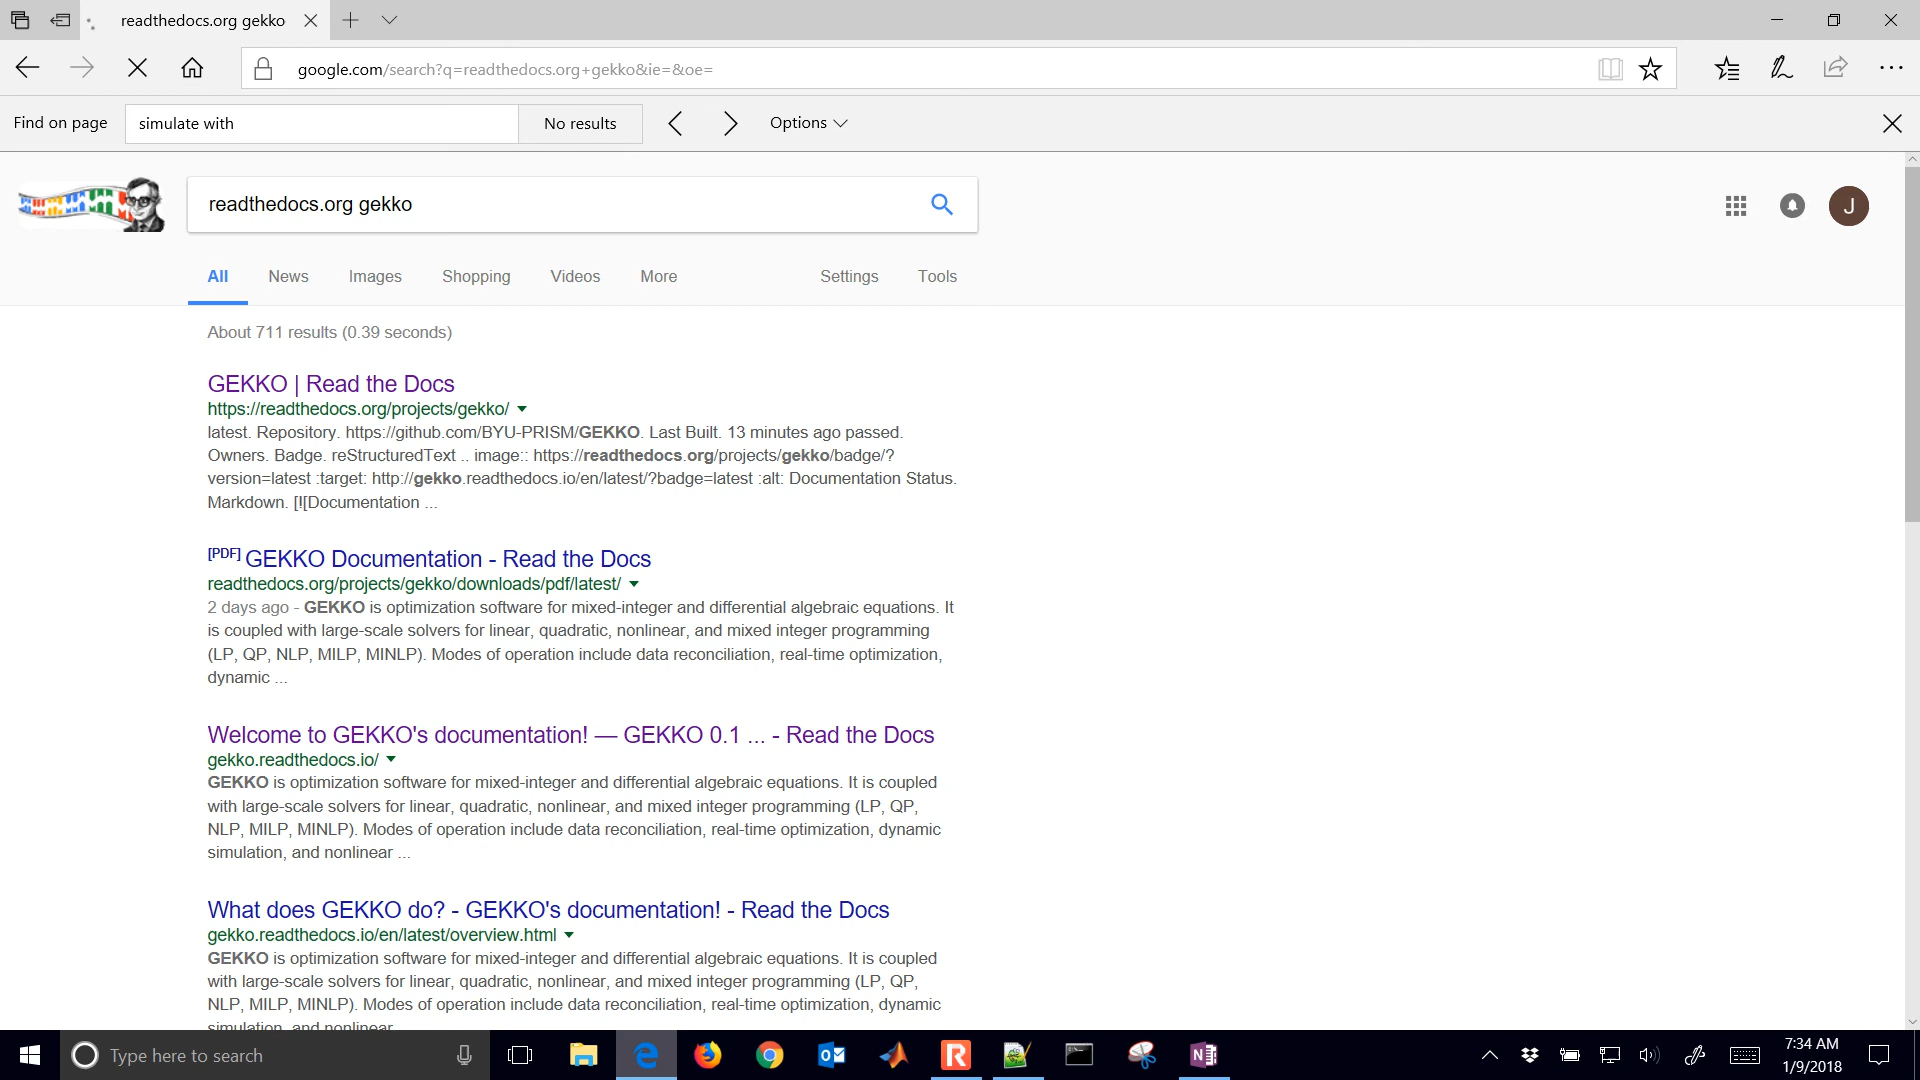 readthedocs.org gekko
google.com/search?q=readthedocs.org+gekko&ie=&oe=
Find on page
simulate with
No results
Options
readthedocs.org gekko
J
All
News
Images
Shopping
Videos
More
Settings
Tools
About 711 results (0.39 seconds)
GEKKO | Read the Docs
https://readthedocs.org/projects/gekko/
latest. Repository. https://github.com/BYU-PRISM/GEKKO. Last Built. 13 minutes ago passed.
Owners. Badge. reStructuredText .. image:: https://readthedocs.org/projects/gekko/badge/?
version=latest :target: http://gekko.readthedocs.io/en/latest/?badge=latest :alt: Documentation Status.
Markdown. [![Documentation ...
[PDF] GEKKO Documentation - Read the Docs
readthedocs.org/projects/gekko/downloads/pdf/latest/
2 days ago - GEKKO is optimization software for mixed-integer and differential algebraic equations. It
is coupled with large-scale solvers for linear, quadratic, nonlinear, and mixed integer programming
(LP, QP, NLP, MILP, MINLP). Modes of operation include data reconciliation, real-time optimization,
dynamic ...
Welcome to GEKKO's documentation! — GEKKO 0.1 ... - Read the Docs
gekko.readthedocs.io/
GEKKO is optimization software for mixed-integer and differential algebraic equations. It is coupled
with large-scale solvers for linear, quadratic, nonlinear, and mixed integer programming (LP, QP,
NLP, MILP, MINLP). Modes of operation include data reconciliation, real-time optimization, dynamic
simulation, and nonlinear ...
What does GEKKO do? - GEKKO's documentation! - Read the Docs
gekko.readthedocs.io/en/latest/overview.html
GEKKO is optimization software for mixed-integer and differential algebraic equations. It is coupled
with large-scale solvers for linear, quadratic, nonlinear, and mixed integer programming (LP, QP,
NLP, MILP, MINLP). Modes of operation include data reconciliation, real-time optimization, dynamic
simulation, and nonlinear
Type here to search
7:34 AM
1/9/2018